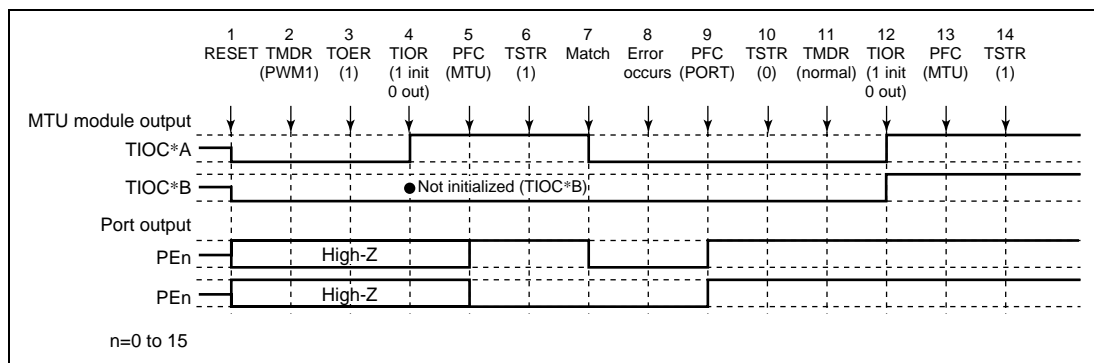 1 2 3 4 5 6 7 8 9 10 11 12 13 14
RESET TMDR TOER TIOR PFC TSTR Match Error PFC TSTR TMDR TIOR PFC TSTR
(PWM1) (1) (1 init (MTU) (1) occurs (PORT) (0) (normal) (1 init (MTU) (1)
0 out) 0 out)
MTU module output
TIOC*A
TIOC*B Not initialized (TIOC*B)
Port output
PEn High-Z
PEn High-Z
n=0 to 15